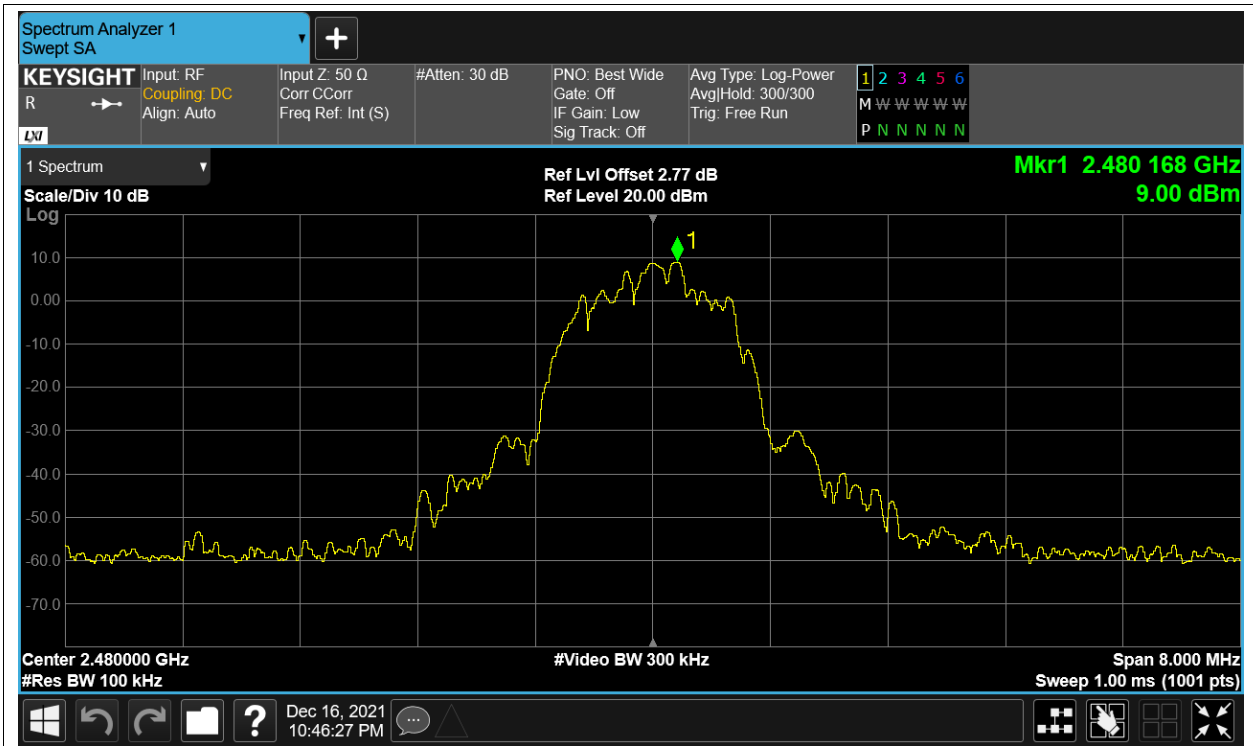 Spectrum Analyzer 1
Swept SA
KEYSIGHT
R
LXI
Input: RF
Coupling: DC
Align: Auto
Input Z: 50 Ω
Corr CCorr
Freq Ref: Int (S)
#Atten: 30 dB
PNO: Best Wide
Gate: Off
IF Gain: Low
Sig Track: Off
Avg Type: Log-Power
Avg|Hold: 300/300
Trig: Free Run
1 2 3 4 5 6
M W W W W W W
P N N N N N
1 Spectrum
Scale/Div 10 dB
Log
Ref Lvl Offset 2.77 dB
Ref Level 20.00 dBm
Mkr1 2.480 168 GHz
9.00 dBm
1
10.0
0.00
-10.0
-20.0
-30.0
-40.0
-50.0
-60.0
-70.0
Center 2.480000 GHz
#Res BW 100 kHz
#Video BW 300 kHz
Span 8.000 MHz
Sweep 1.00 ms (1001 pts)
?
Dec 16, 2021
10:46:27 PM